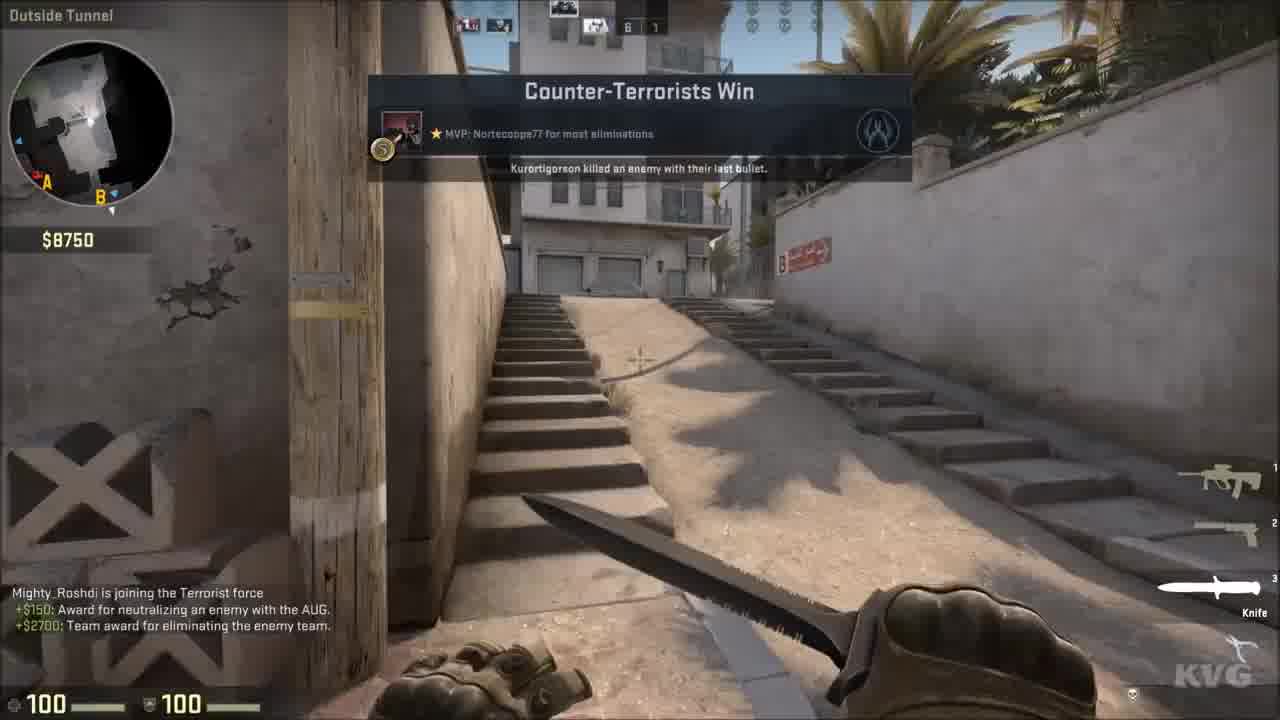 Outside Tunnel
6 1
Counter-Terrorists Win
MVP: Nortecoope77 for most eliminations
Kurortigorson killed an enemy with their last bullet.
A
B
$8750
B
1
2
3
Knife
Mighty_Roshdi is joining the Terrorist force
+$150: Award for neutralizing an enemy with the AUG.
+$2700: Team award for eliminating the enemy team.
KVG
100 100